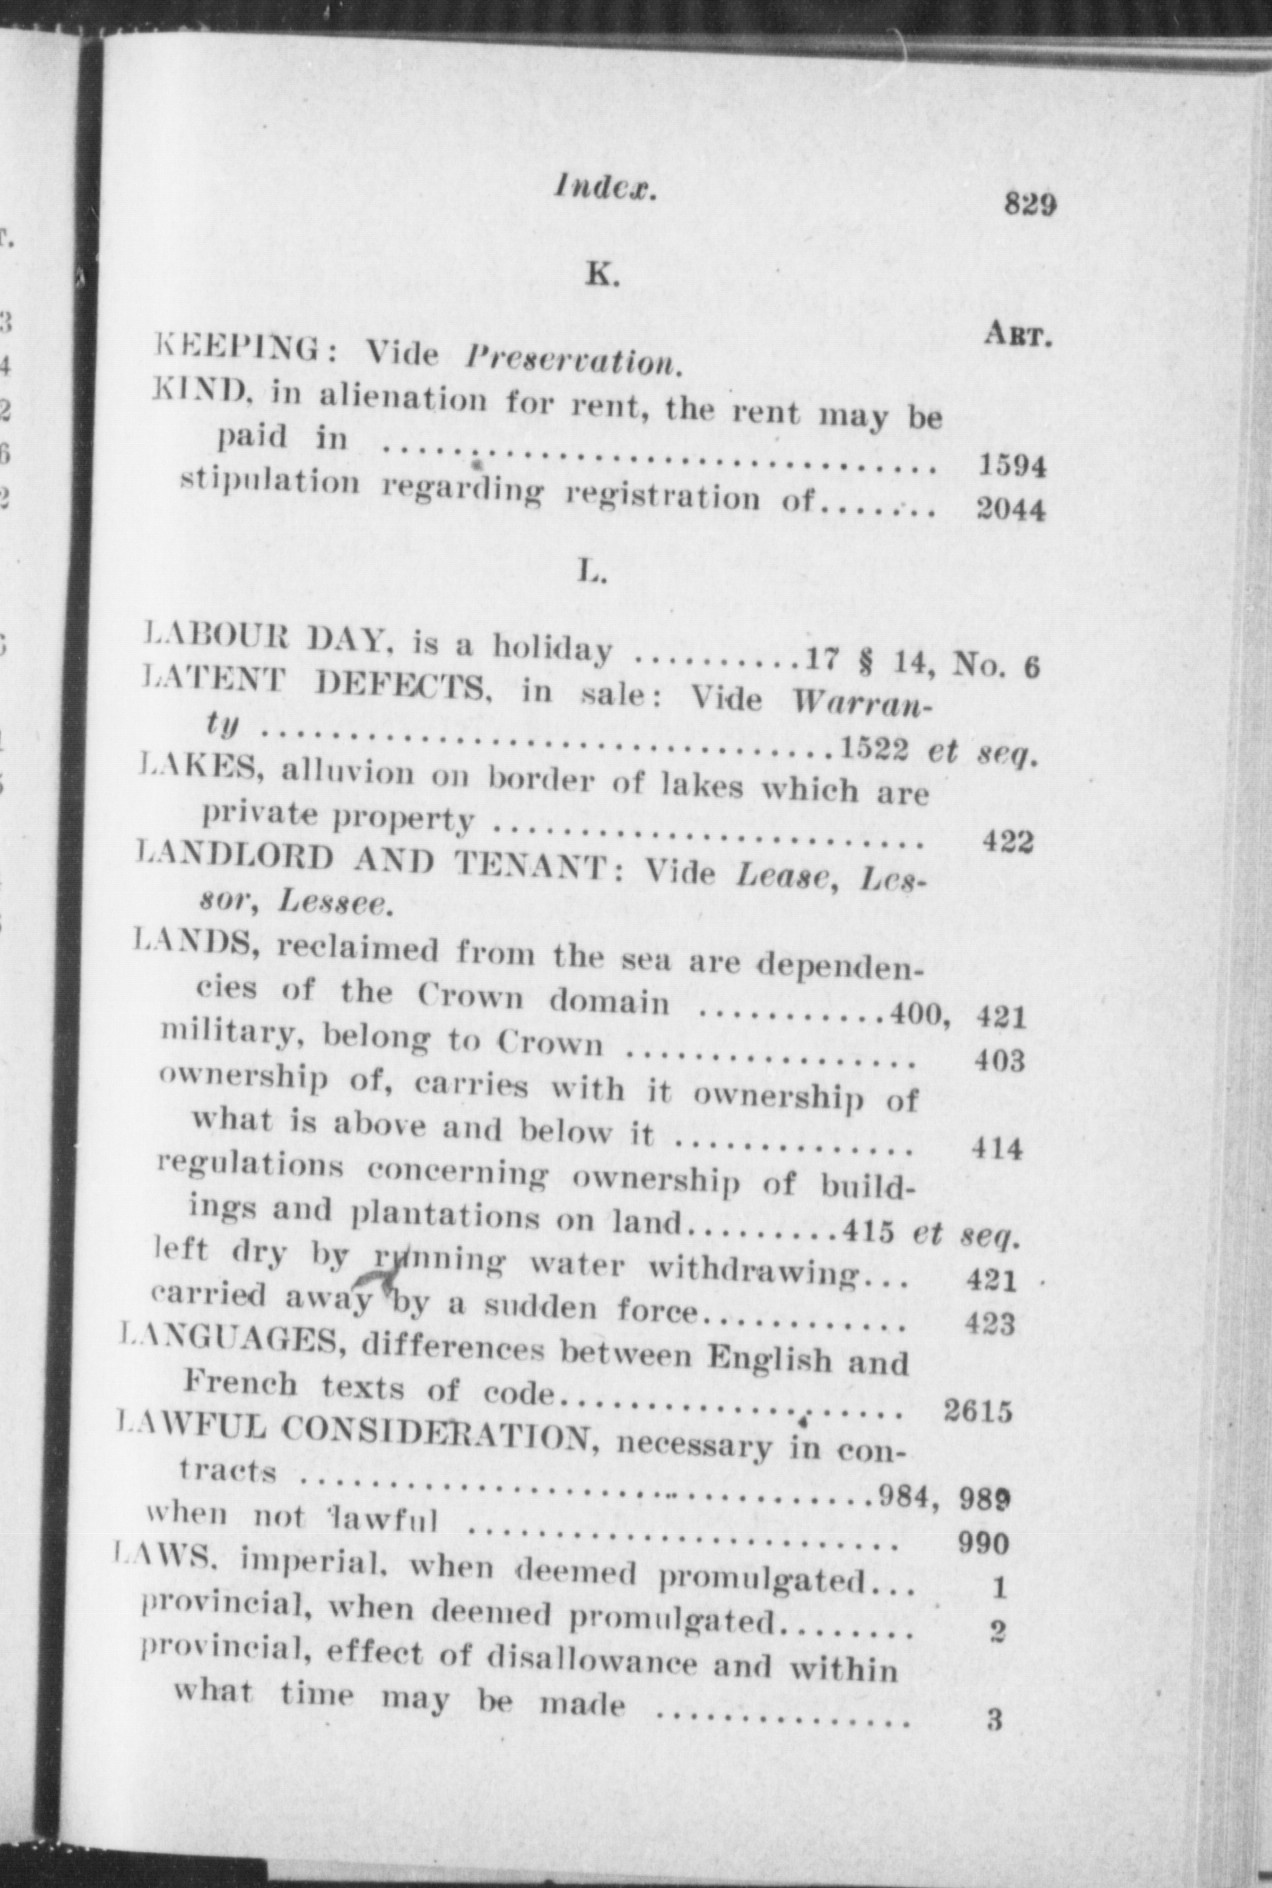 Index. 829
K.
ART.
KEEPING: Vide Preservation.
KIND, in alienation for rent, the rent may be
paid in ................................ 1594
stipulation regarding registration of....... 2044
L.
LABOUR DAY, is a holiday ..........17 § 14, No. 6
LATENT DEFECTS, in sale: Vide Warran-
ty .................................1522 et seq.
LAKES, alluvion on border of lakes which are
private property ......................... 422
LANDLORD AND TENANT: Vide Lease, Les-
sor, Lessee.
LANDS, reclaimed from the sea are dependen-
cies of the Crown domain ...........400, 421
military, belong to Crown ................. 403
ownership of, carries with it ownership of
what is above and below it .............. 414
regulations concerning ownership of build-
ings and plantations on land.........415 et seq.
left dry by running water withdrawing... 421
carried away by a sudden force............ 423
LANGUAGES, differences between English and
French texts of code.................... 2615
LAWFUL CONSIDERATION, necessary in con-
tracts .................................984, 989
when not lawful ......................... 990
LAWS, imperial, when deemed promulgated... 1
provincial, when deemed promulgated........ 2
provincial, effect of disallowance and within
what time may be made ............... 3